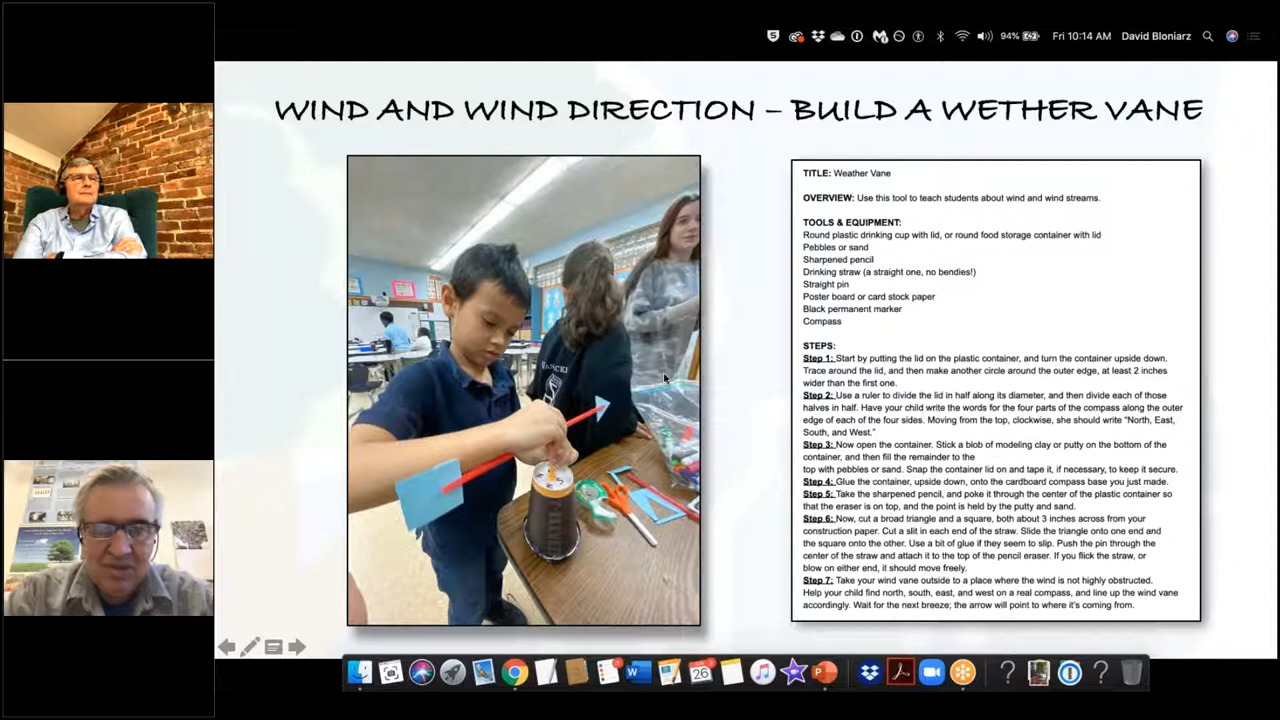 94%
Fri 10:14 AM
David Bloniarz
WIND AND WIND DIRECTION – BUILD A WETHER VANE
TITLE: Weather Vane
OVERVIEW: Use this tool to teach students about wind and wind streams.
TOOLS & EQUIPMENT:
Round plastic drinking cup with lid, or round food storage container with lid
Pebbles or sand
Sharpened pencil
Drinking straw (a straight one, no bendies!)
Straight pin
Poster board or card stock paper
Black permanent marker
Compass
STEPS:
Step 1: Start by putting the lid on the plastic container, and turn the container upside down.
Trace around the lid, and then make another circle around the outer edge, at least 2 inches
wider than the first one.
Step 2: Use a ruler to divide the lid in half along its diameter, and then divide each of those
halves in half. Have your child write the words for the four parts of the compass along the outer
edge of each of the four sides. Moving from the top, clockwise, she should write "North, East,
South, and West."
Step 3: Now open the container. Stick a blob of modeling clay or putty on the bottom of the
container, and then fill the remainder to the
top with pebbles or sand. Snap the container lid on and tape it, if necessary, to keep it secure.
Step 4: Glue the container, upside down, onto the cardboard compass base you just made.
Step 5: Take the sharpened pencil, and poke it through the center of the plastic container so
that the eraser is on top, and the point is held by the putty and sand.
Step 6: Now, cut a broad triangle and a square, both about 3 inches across from your
construction paper. Cut a slit in each end of the straw. Slide the triangle onto one end and
the square onto the other. Use a bit of glue if they seem to slip. Push the pin through the
center of the straw and attach it to the top of the pencil eraser. If you flick the straw, or
blow on either end, it should move freely.
Step 7: Take your wind vane outside to a place where the wind is not highly obstructed.
Help your child find north, south, east, and west on a real compass, and line up the wind vane
accordingly. Wait for the next breeze; the arrow will point to where it's coming from.
26